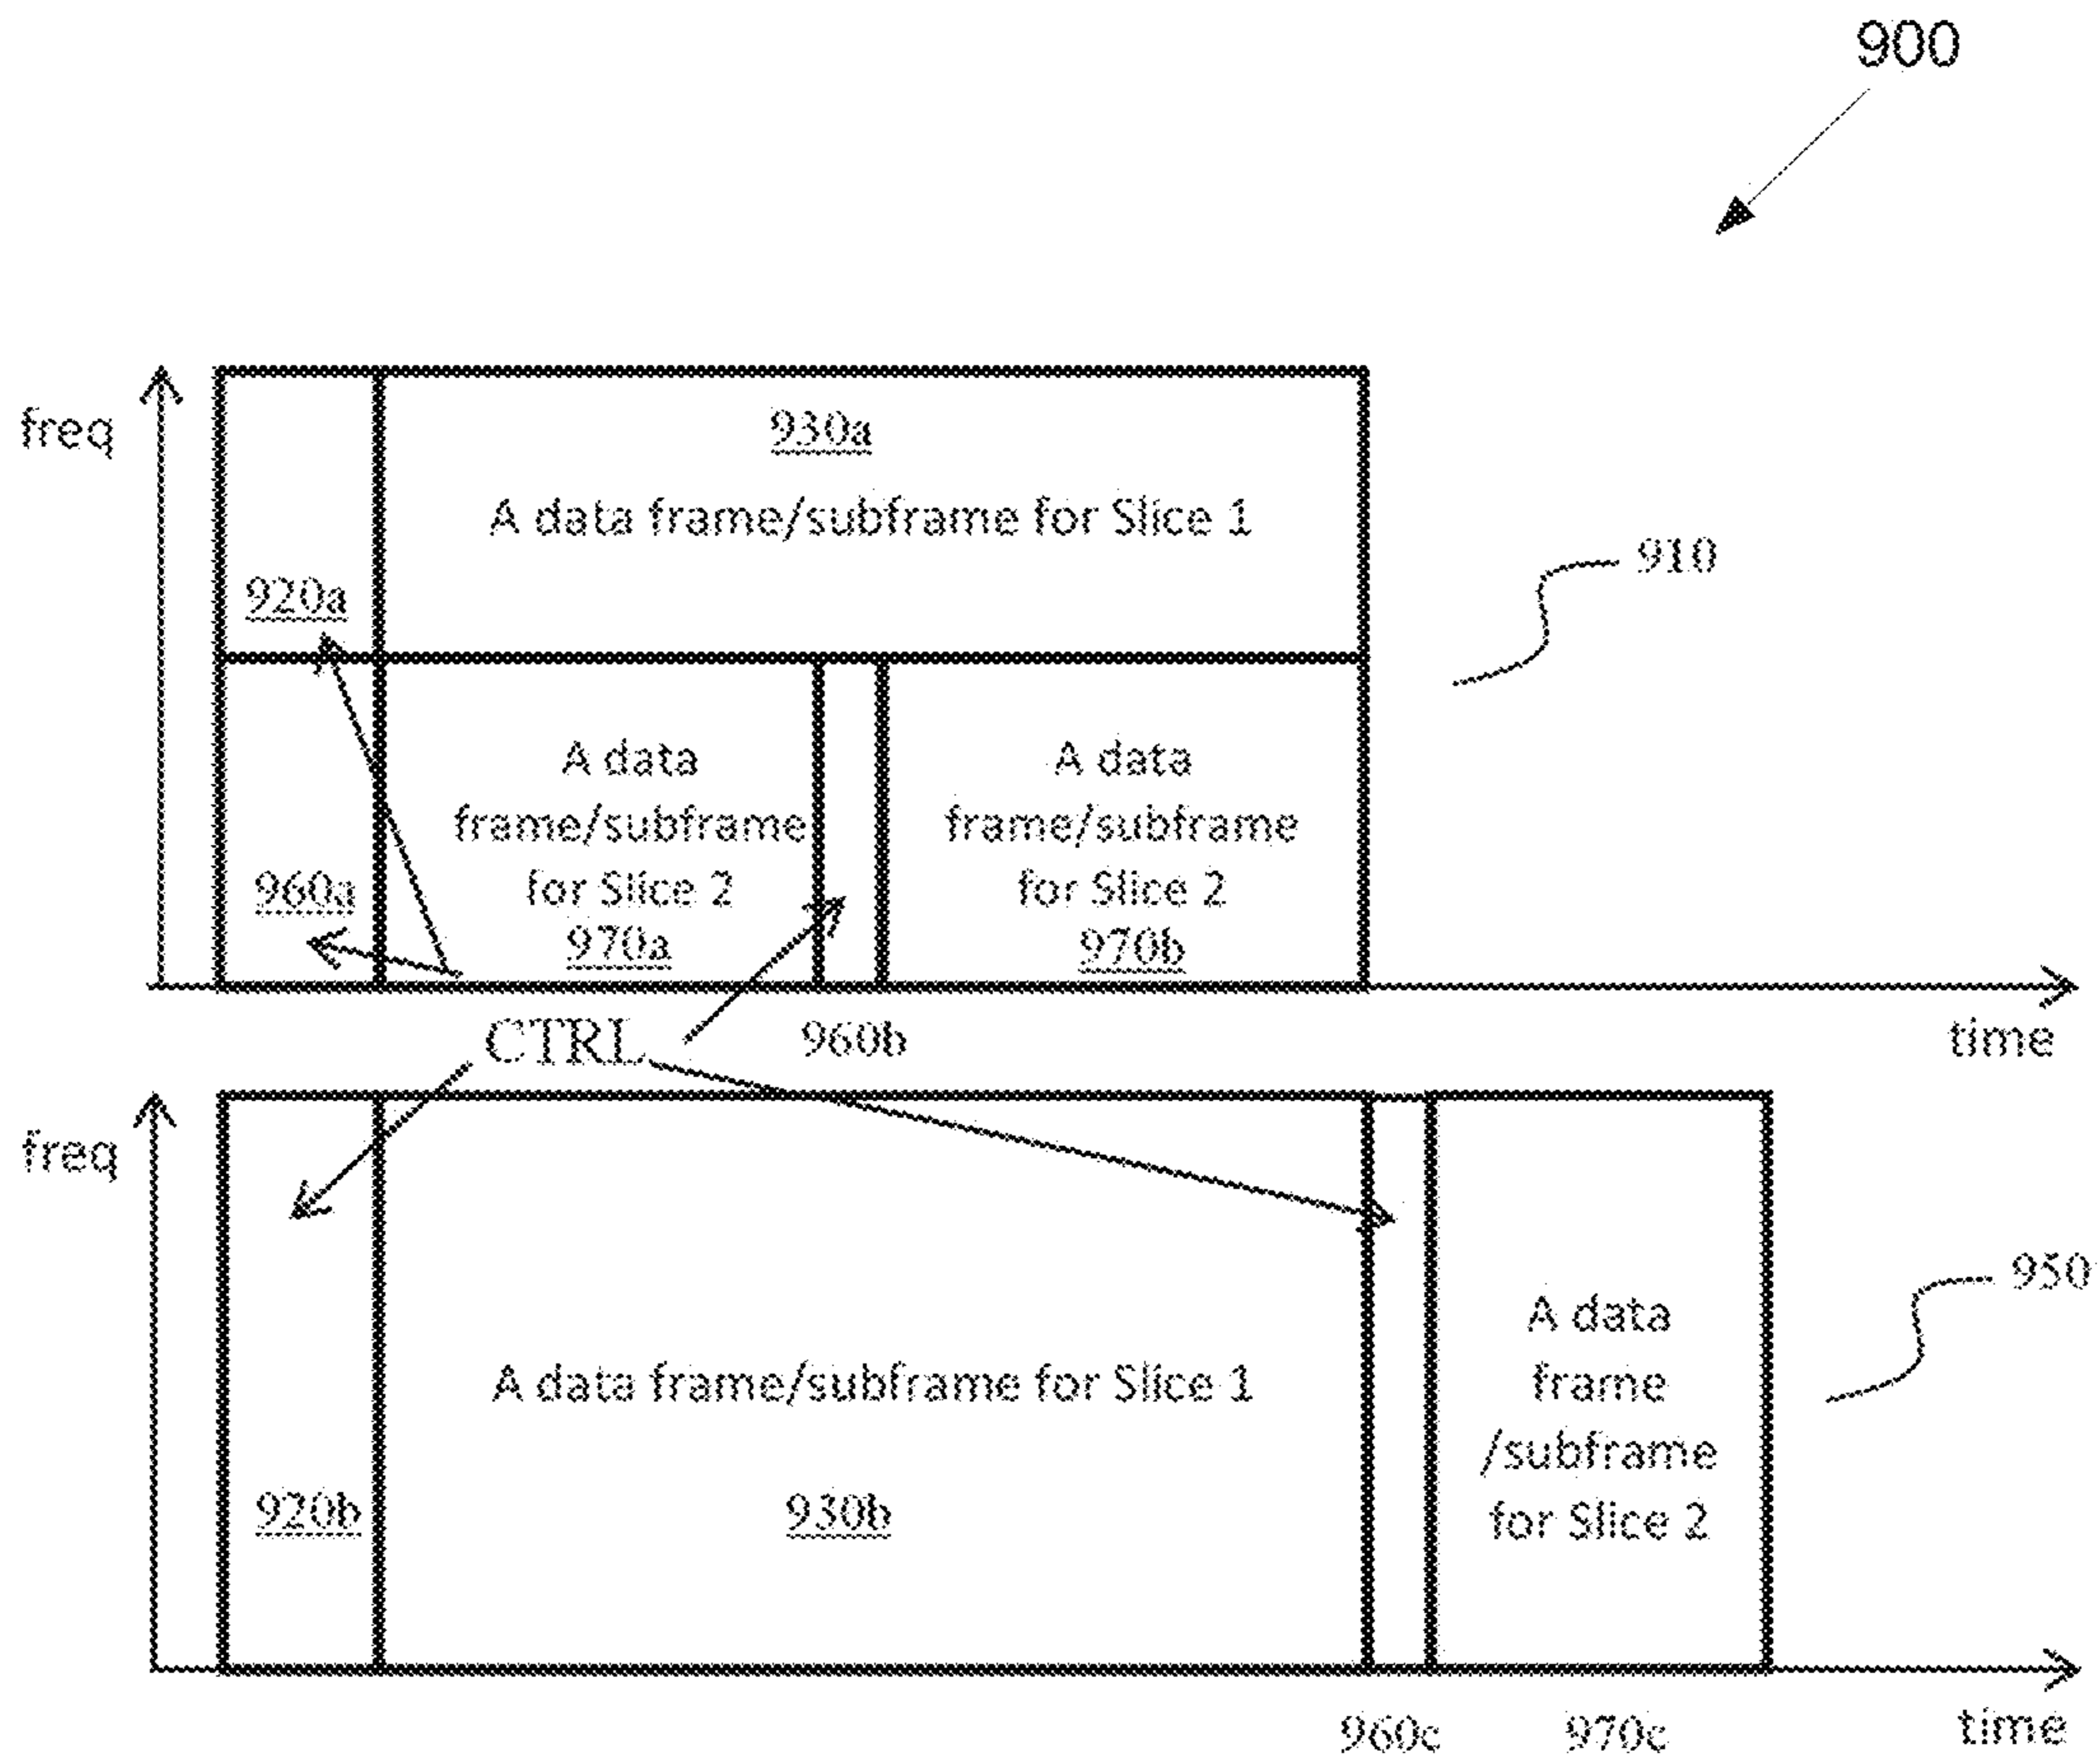 900
freq
930a
A data frame/subframe for Slice 1
910
920a
A data
frame/subframe
for Slice 2
970a
A data
frame/subframe
for Slice 2
970b
960a
time
CTRL
960b
freq
950
A data frame/subframe for Slice 1
930b
920b
A data
frame
/subframe
for Slice 2
960c
970c
time